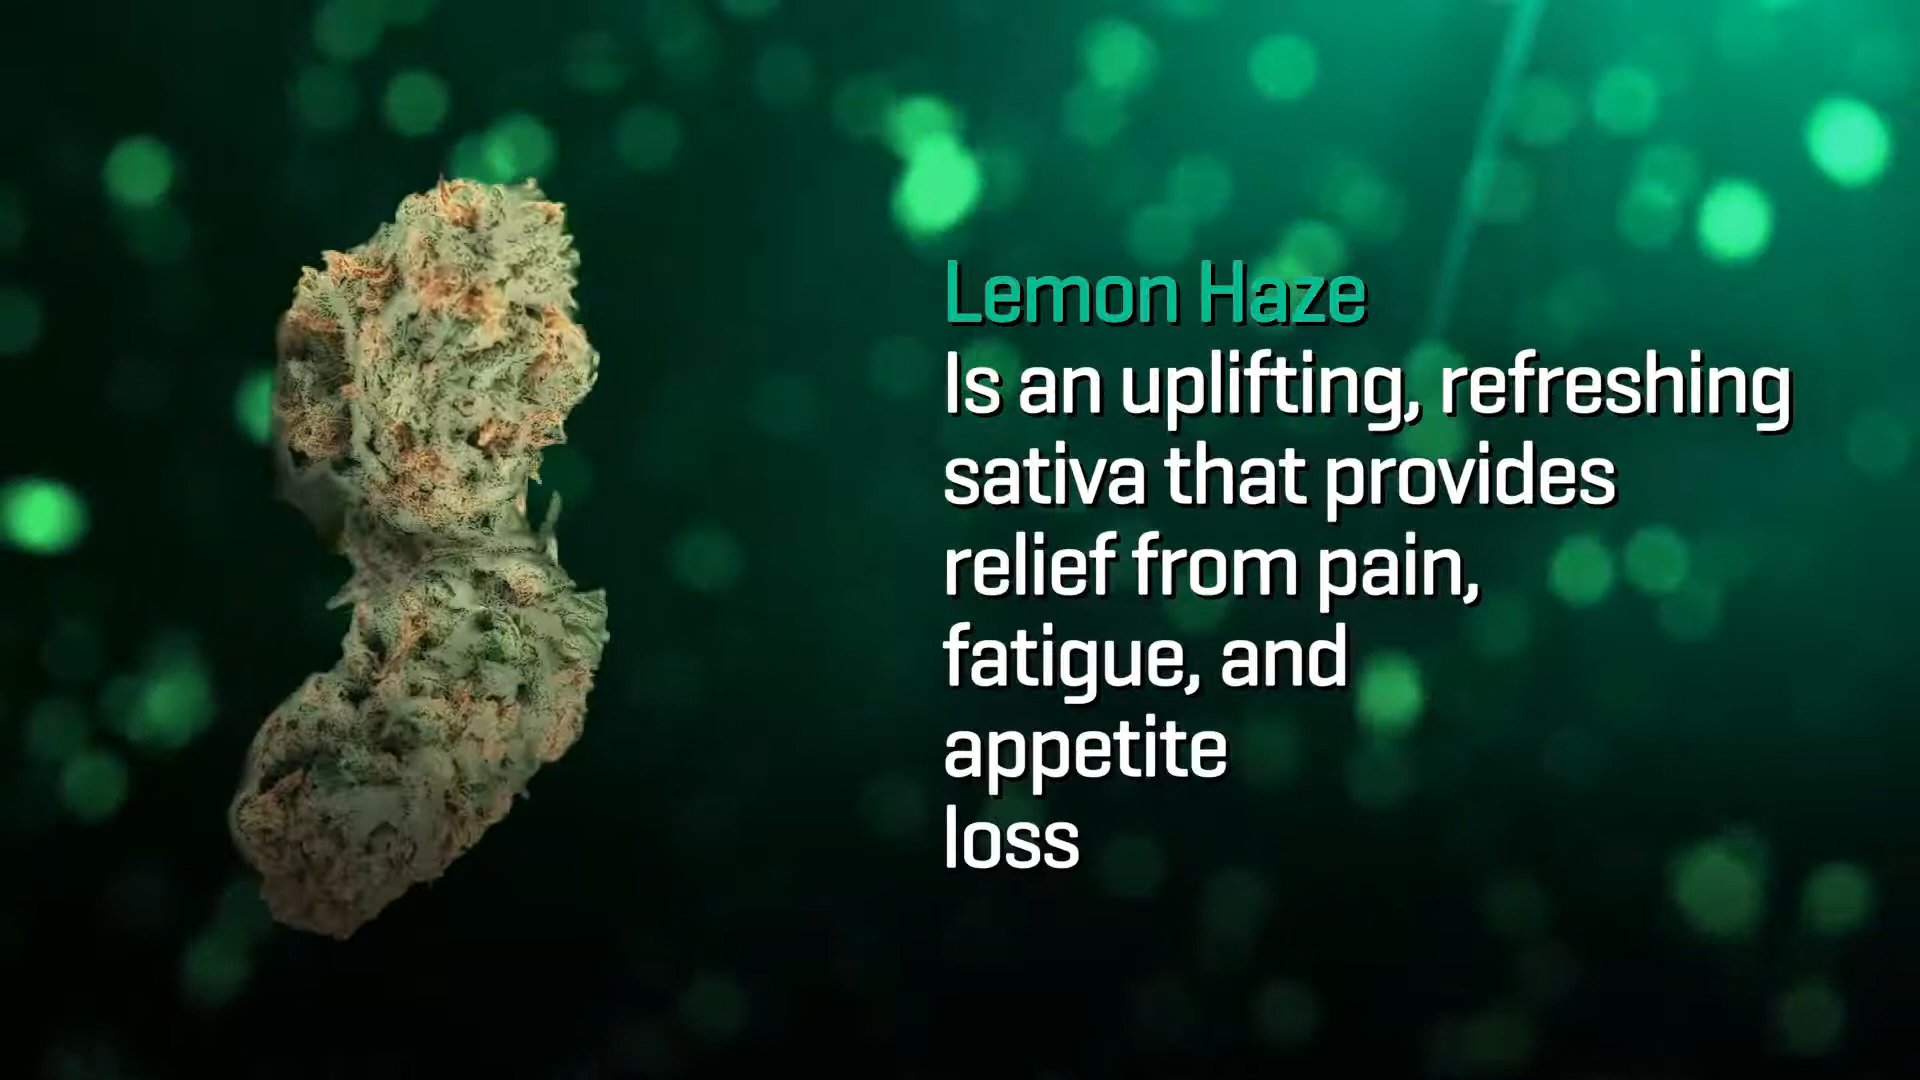 Lemon Haze
Is an uplifting, refreshing
sativa that provides
relief from pain,
fatigue, and
appetite
loss